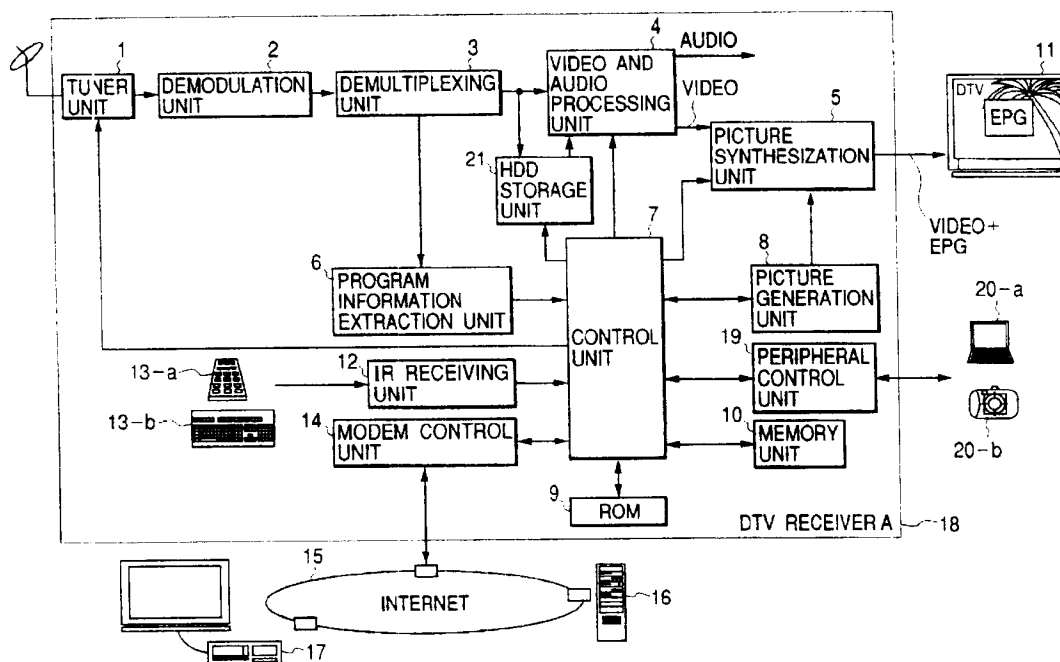 1
TUNER
UNIT
2
DEMODULATION
UNIT
3
DEMULTIPLEXING
UNIT
4
VIDEO AND
AUDIO
PROCESSING
UNIT
AUDIO
VIDEO
5
PICTURE
SYNTHESIZATION
UNIT
11
DTV
EPG
VIDEO+
EPG
21
HDD
STORAGE
UNIT
6
PROGRAM
INFORMATION
EXTRACTION UNIT
7
CONTROL
UNIT
8
PICTURE
GENERATION
UNIT
20-a
13-a
12
IR RECEIVING
UNIT
19
PERIPHERAL
CONTROL
UNIT
13-b
14
MODEM CONTROL
UNIT
10
MEMORY
UNIT
20-b
9
ROM
DTV RECEIVER A
18
15
INTERNET
16
17